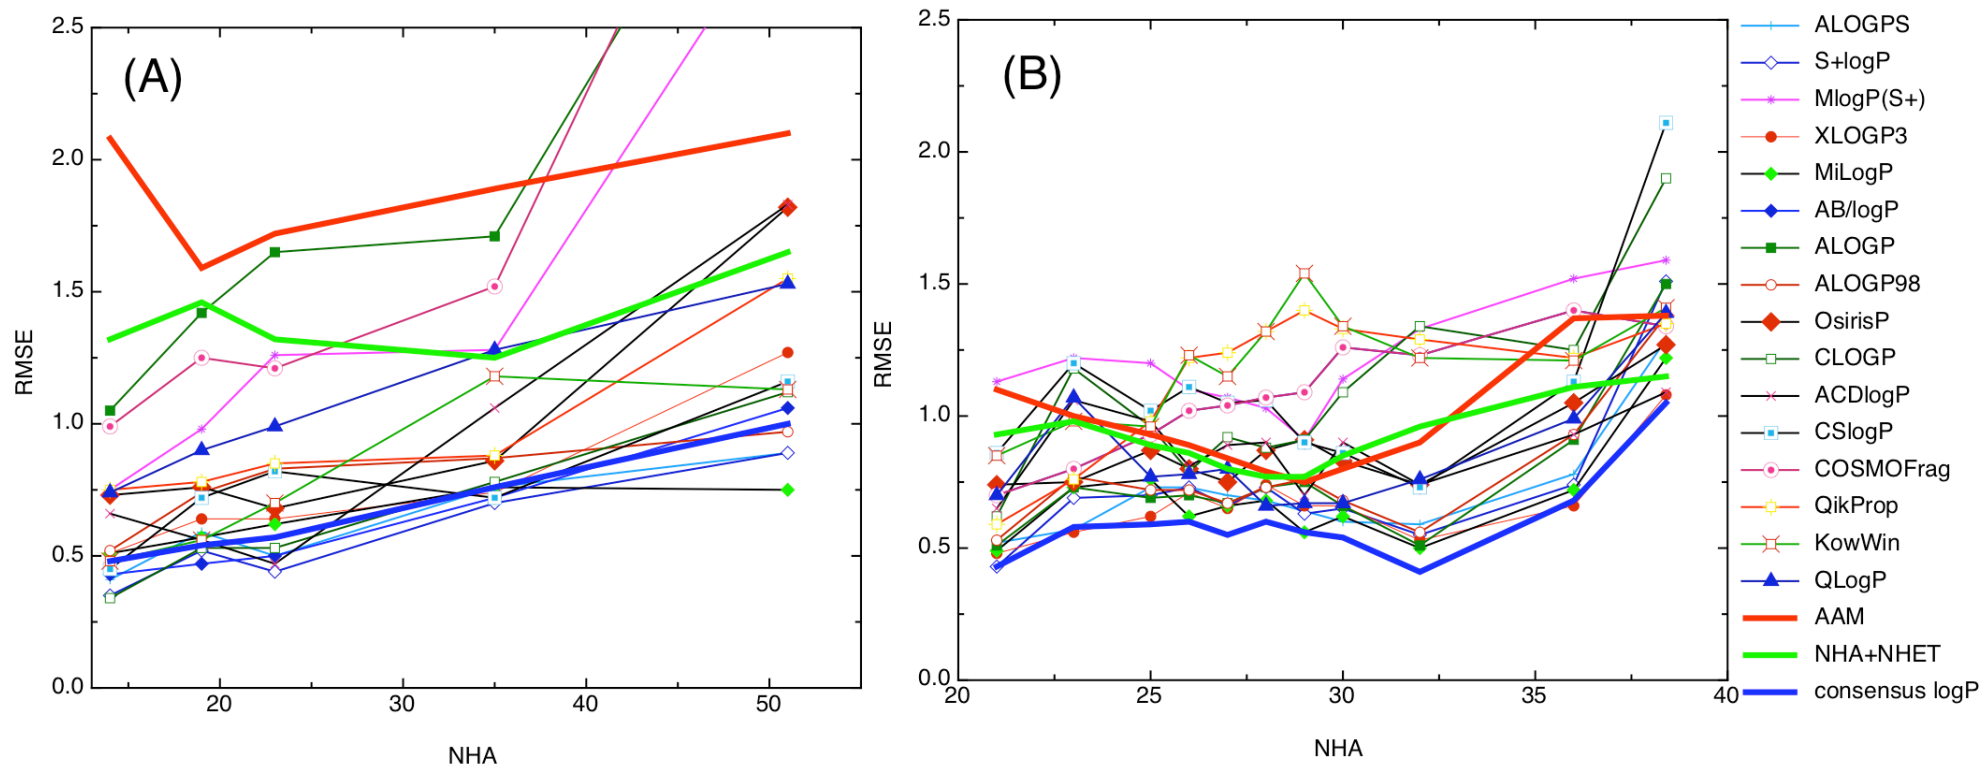 (A)
2.5
2.0
1.5
1.0
0.5
0.0
20
30
40
50
RMSE
NHA
(B)
2.5
2.0
1.5
1.0
0.5
0.0
20
25
30
35
40
RMSE
NHA
ALOGPS
S+logP
MlogP(S+)
XLOGP3
MiLogP
AB/logP
ALOGP
ALOGP98
OsirisP
CLOGP
ACDlogP
CSlogP
COSMOFrag
QikProp
KowWin
QLogP
AAM
NHA+NHET
consensus logP